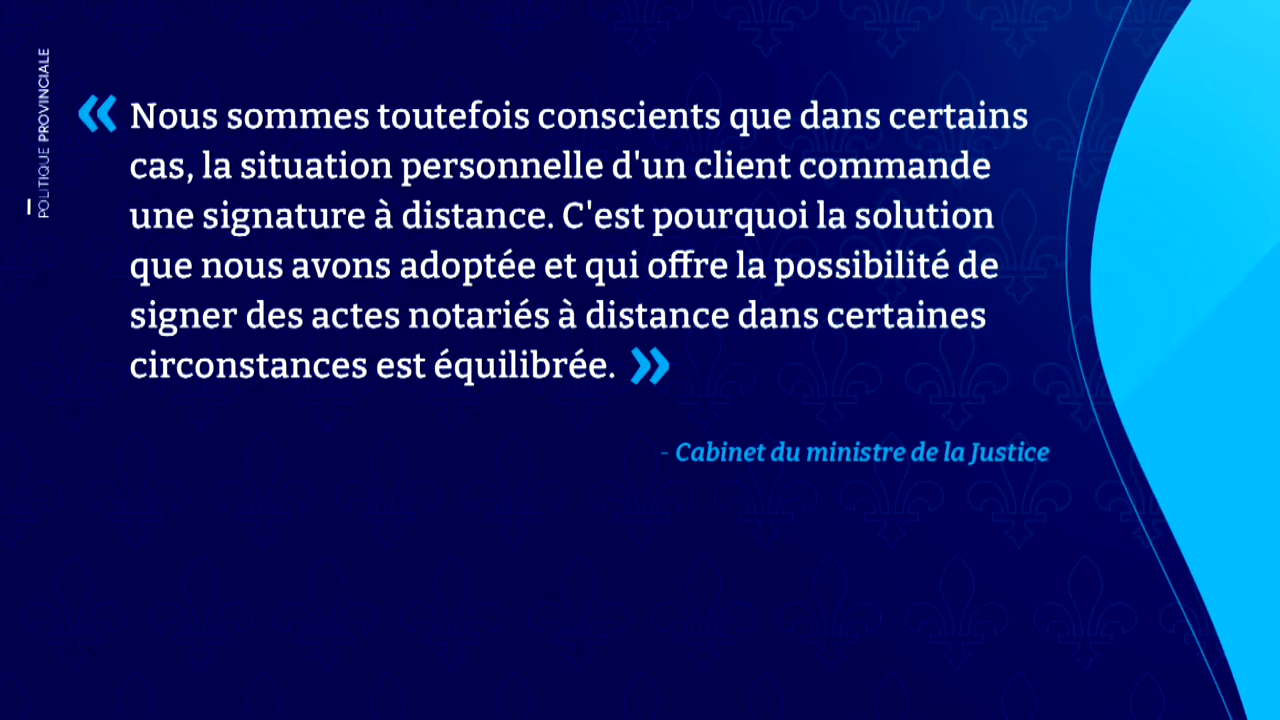 POLITIQUE PROVINCIALE
« Nous sommes toutefois conscients que dans certains
cas, la situation personnelle d'un client commande
une signature à distance. C'est pourquoi la solution
que nous avons adoptée et qui offre la possibilité de
signer des actes notariés à distance dans certaines
circonstances est équilibrée. »
- Cabinet du ministre de la Justice